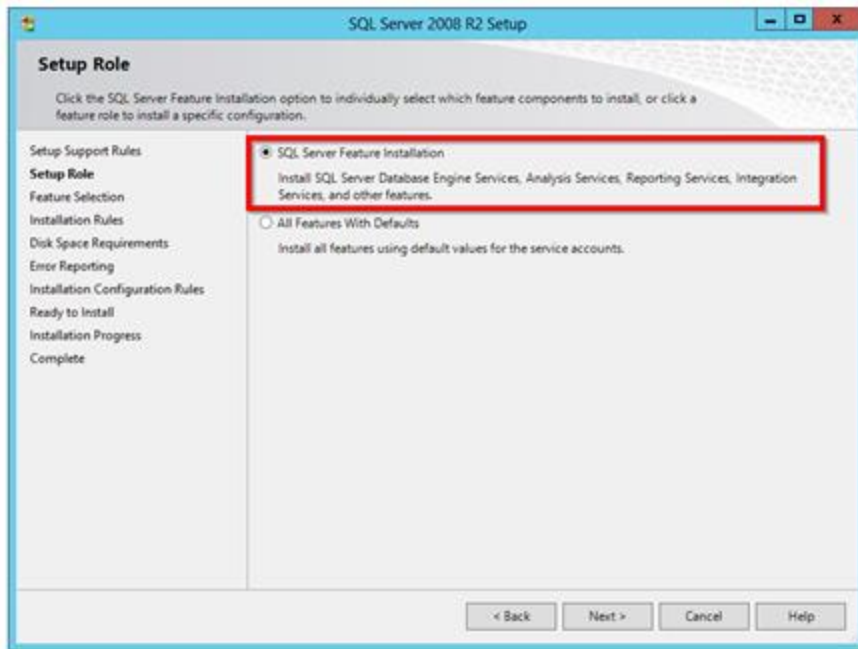 SQL Server 2008 R2 Setup
Setup Role
Click the SQL Server Feature Installation option to individually select which feature components to install, or click a
feature role to install a specific configuration.
Setup Support Rules
Setup Role
Feature Selection
Installation Rules
Disk Space Requirements
Error Reporting
Installation Configuration Rules
Ready to Install
Installation Progress
Complete
SQL Server Feature Installation
Install SQL Server Database Engine Services, Analysis Services, Reporting Services, Integration
Services, and other features.
All Features With Defaults
Install all features using default values for the service accounts.
< Back
Next >
Cancel
Help